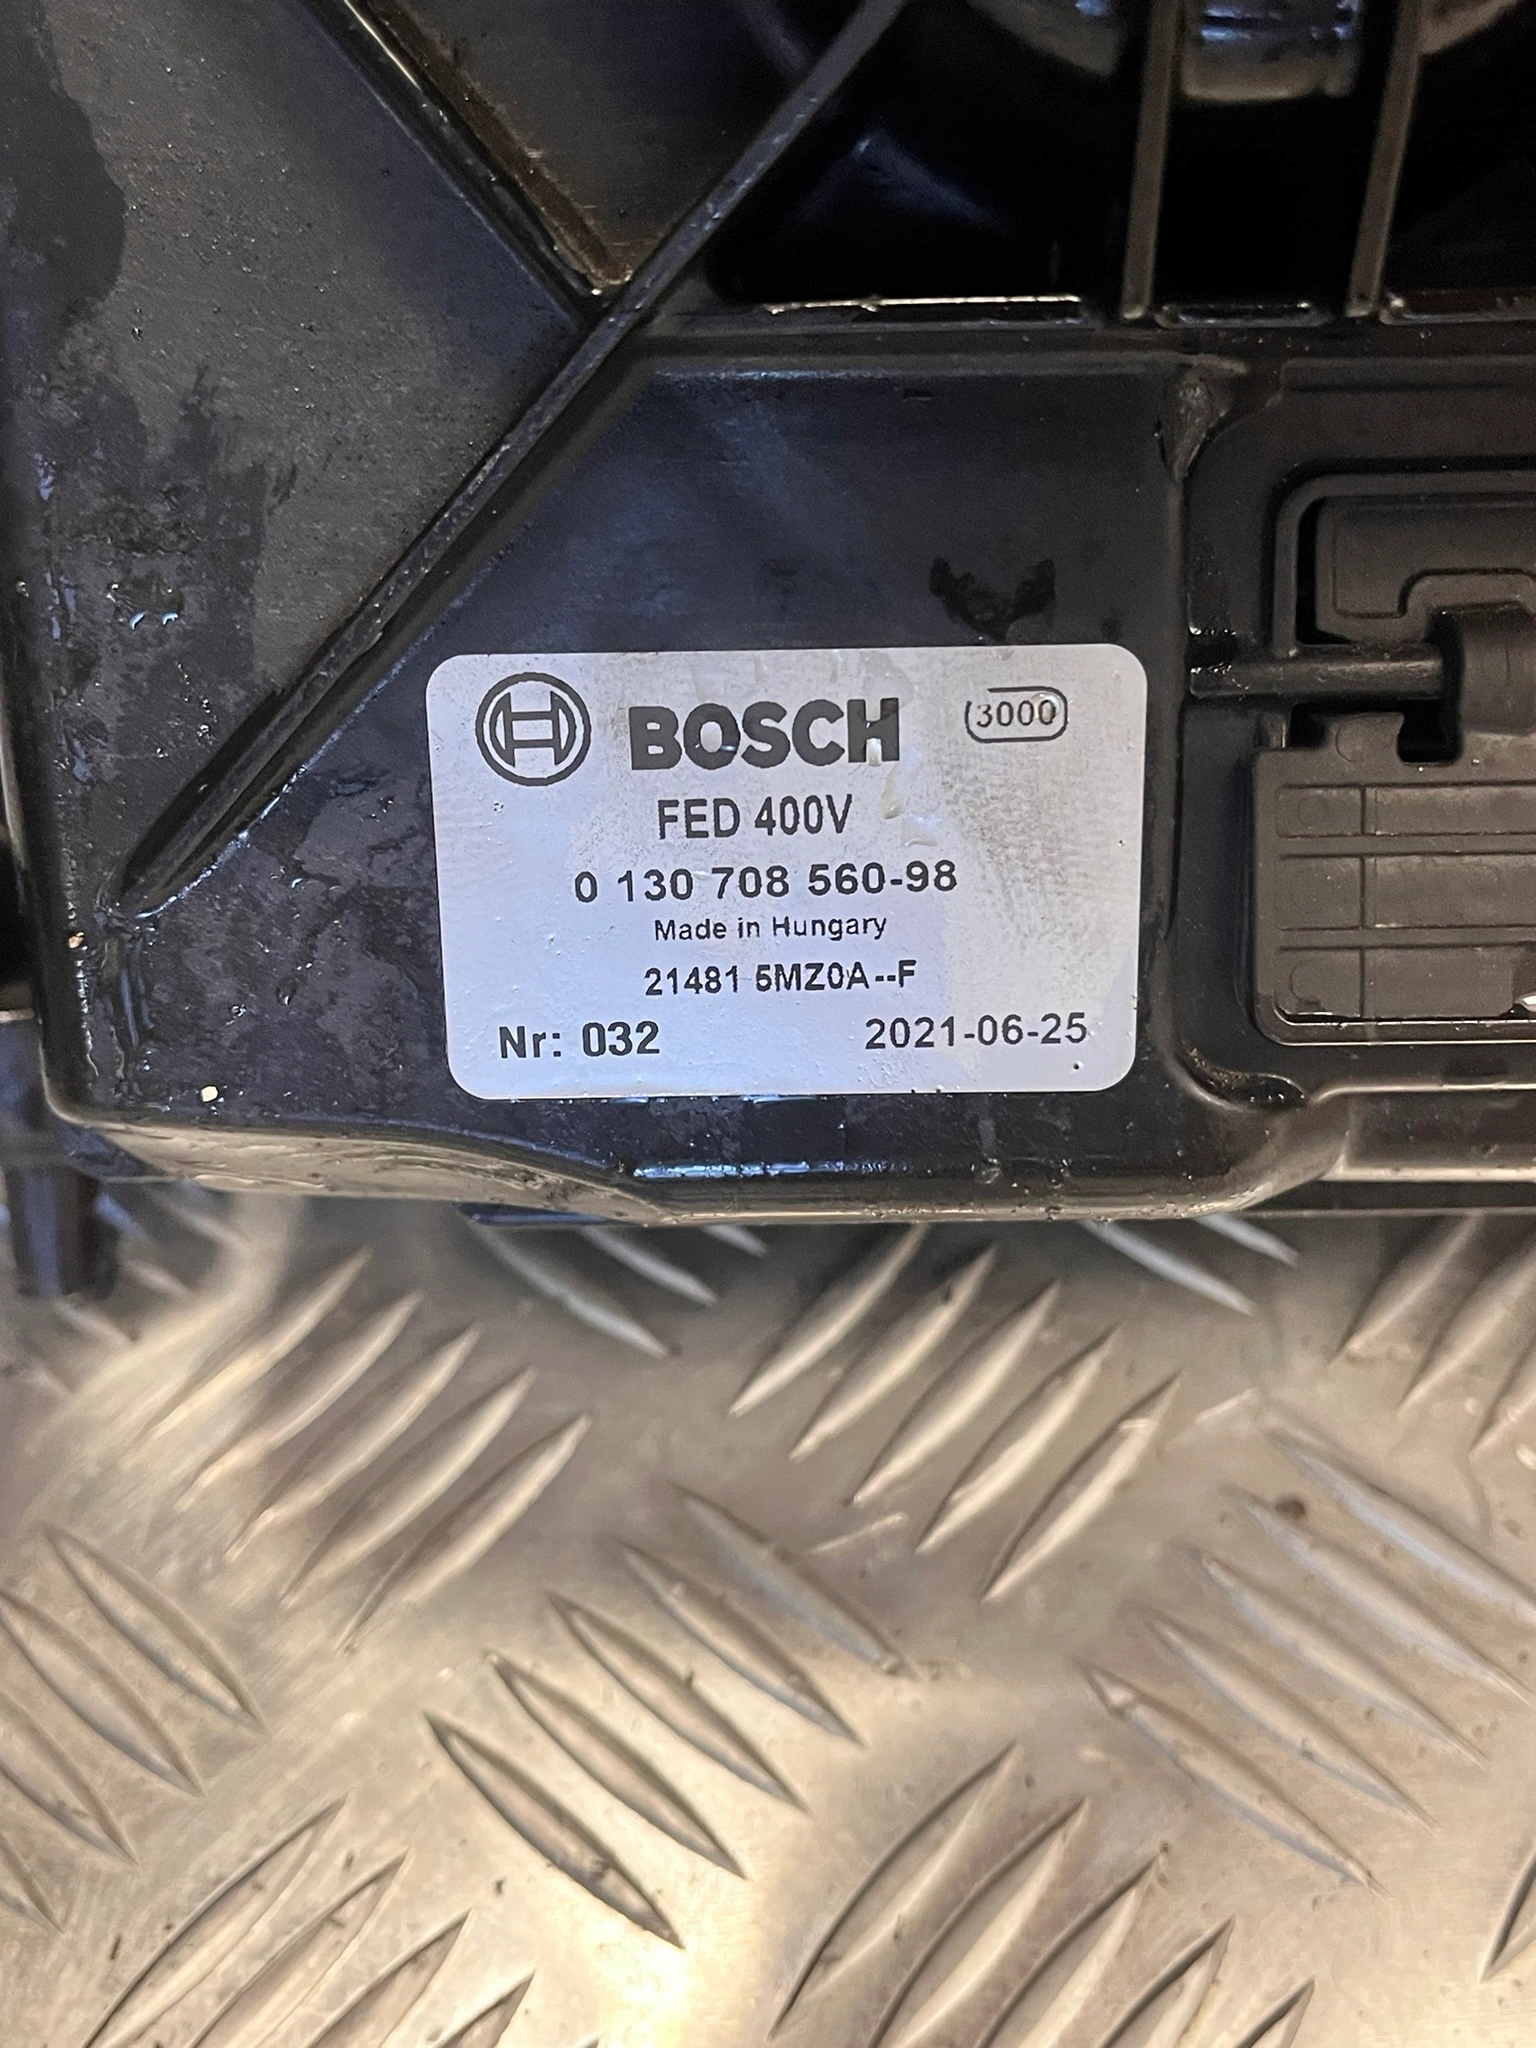 BOSCH 3000
FED 400V
0 130 708 560-98
Made in Hungary
21481 5MZ0A--F
Nr: 032 2021-06-25